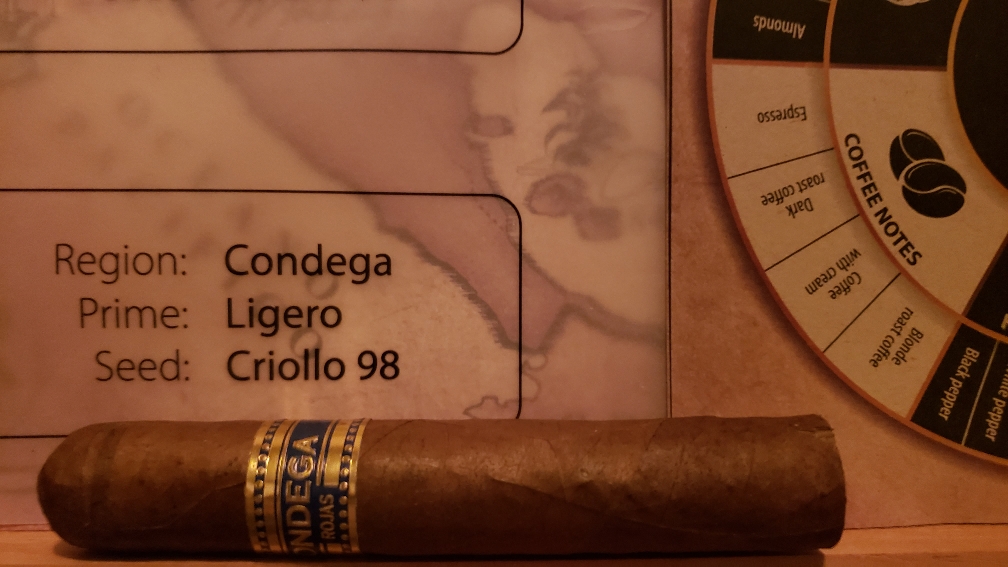 Region: Condega
Prime: Ligero
Seed: Criollo 98
ONDEGA
ROJAS
Almonds
Espresso
Dark
roast coffee
Coffee
with cream
Blonde
roast coffee
COFFEE NOTES
Black pepper
pepper